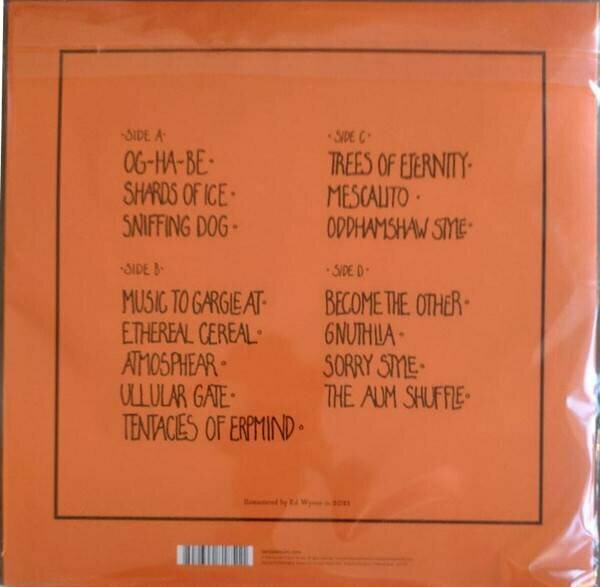 ·SIDE A·
OG-HA-BE·
SHARDS OF ICE·
SNIFFING DOG·
·SIDE B·
MUSIC TO GARGLE AT·
ETHEREAL CEREAL·
ATMOSPHEAR·
ULLULAR GATE·
TENTACLES OF ERPMIND·
·SIDE C·
TREES OF ETERNITY·
MESCALITO·
ODDHAMSHAW STYLE·
·SIDE D·
BECOME THE OTHER·
GNUTHLIA·
SORRY STYLE·
THE AUM SHUFFLE·
Remastered by Ed Wynne in 2021